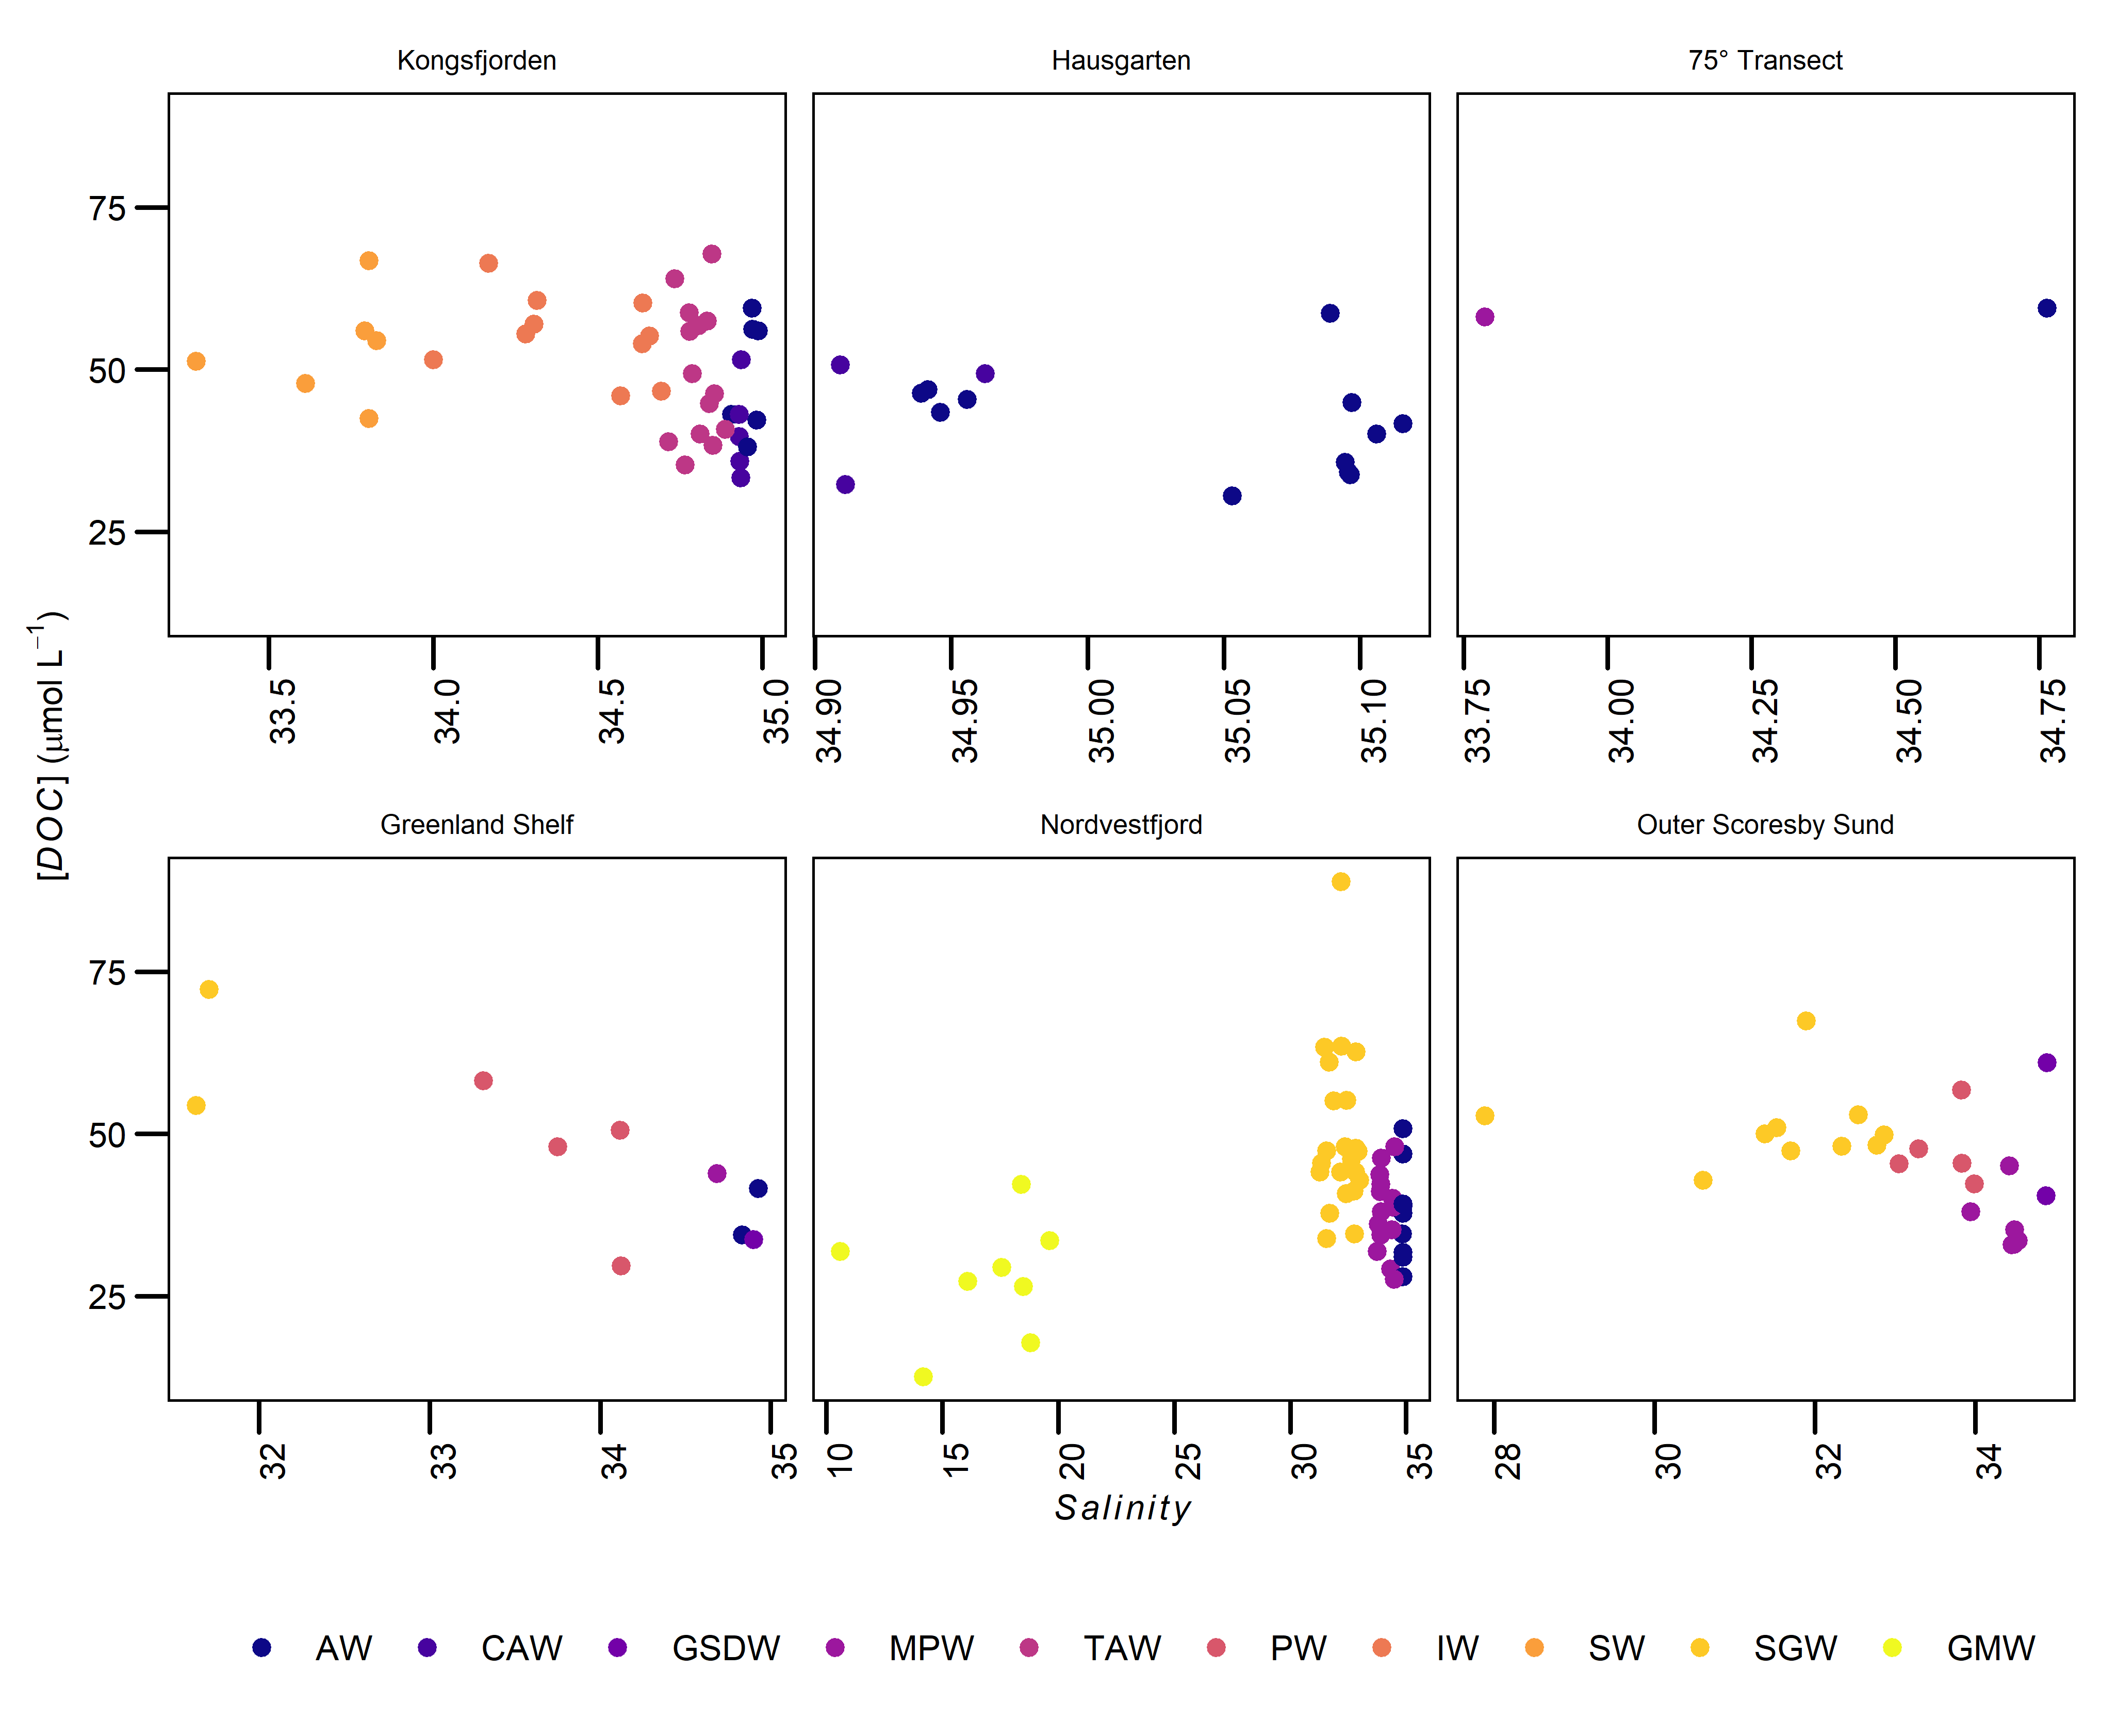 Kongsfjorden Hausgarten 75° Transect
75
50
25
33.5 34.0 34.5 35.0 34.90 34.95 35.00 35.05 35.10 33.75 34.00 34.25 34.50 34.75
[DOC] (µmol L⁻¹)
Greenland Shelf Nordvestfjord Outer Scoresby Sund
75
50
25
32 33 34 35 10 15 20 25 30 35 28 30 32 34
Salinity
AW CAW GSDW MPW TAW PW IW SW SGW GMW